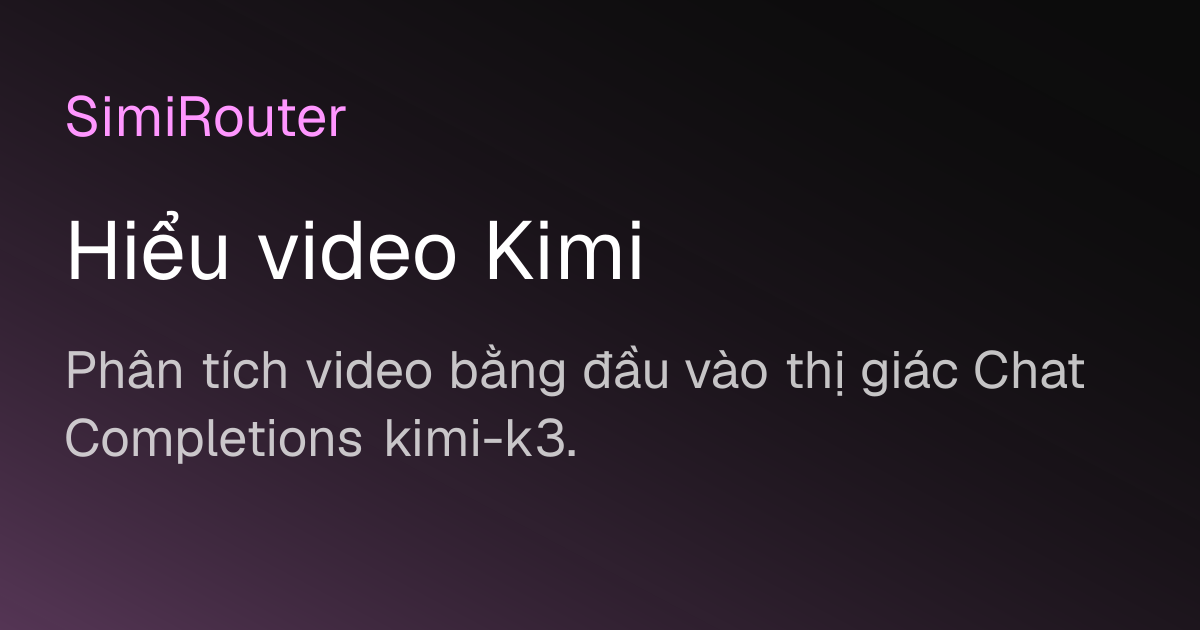 SimiRouter
Hiểu video Kimi
Phân tích video bằng đầu vào thị giác Chat
Completions kimi-k3.